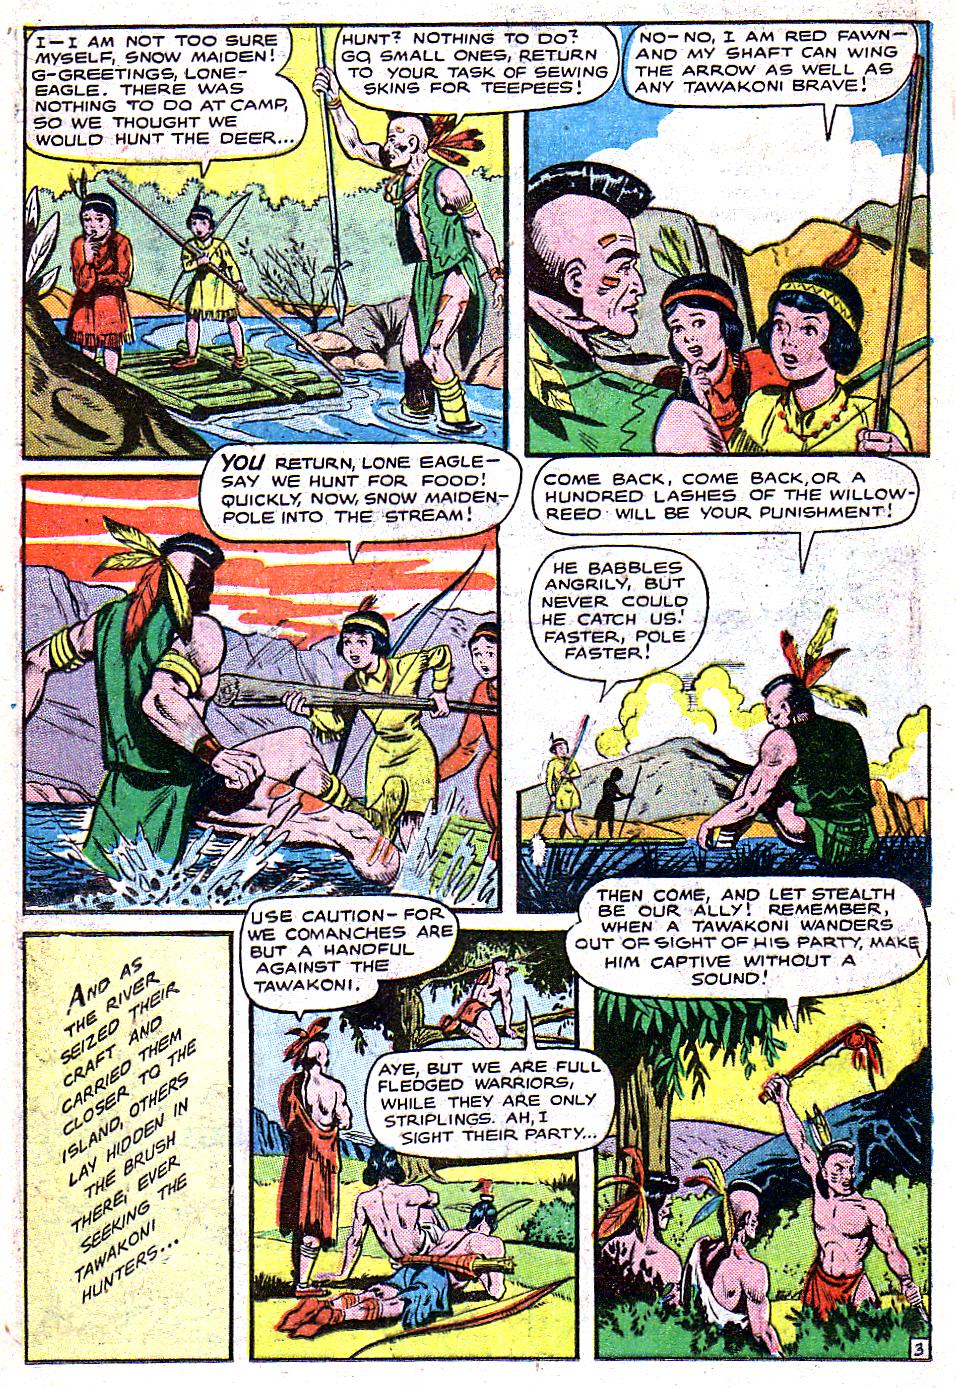 I-I AM NOT TOO SURE
MYSELF, SNOW MAIDEN!
G-GREETINGS, LONE-
EAGLE. THERE WAS
NOTHING TO DO AT CAMP,
SO WE THOUGHT WE
WOULD HUNT THE DEER...
HUNT? NOTHING TO DO?
GO SMALL ONES, RETURN
TO YOUR TASK OF SEWING
SKINS FOR TEEPEES!
NO-NO, I AM RED FAWN-
AND MY SHAFT CAN WING
THE ARROW AS WELL AS
ANY TAWAKONI BRAVE!
YOU RETURN, LONE EAGLE-
SAY WE HUNT FOR FOOD!
QUICKLY, NOW, SNOW MAIDEN-
POLE INTO THE STREAM!
COME BACK, COME BACK, OR A
HUNDRED LASHES OF THE WILLOW-
REED WILL BE YOUR PUNISHMENT!
HE BABBLES
ANGRILY, BUT
NEVER COULD
HE CATCH US!
FASTER, POLE
FASTER!
AND AS
THE RIVER
SEIZED THEIR
CRAFT AND
CARRIED THEM
CLOSER TO THE
ISLAND, OTHERS
LAY HIDDEN IN
THE BRUSH
THERE, EVER
SEEKING THE
TAWAKONI
HUNTERS...
USE CAUTION- FOR
WE COMANCHES ARE
BUT A HANDFUL
AGAINST THE
TAWAKONI.
AYE, BUT WE ARE FULL
FLEDGED WARRIORS,
WHILE THEY ARE ONLY
STRIPLINGS. AH, I
SIGHT THEIR PARTY...
THEN COME, AND LET STEALTH
BE OUR ALLY! REMEMBER,
WHEN A TAWAKONI WANDERS
OUT OF SIGHT OF HIS PARTY, MAKE
HIM CAPTIVE WITHOUT A
SOUND!
3